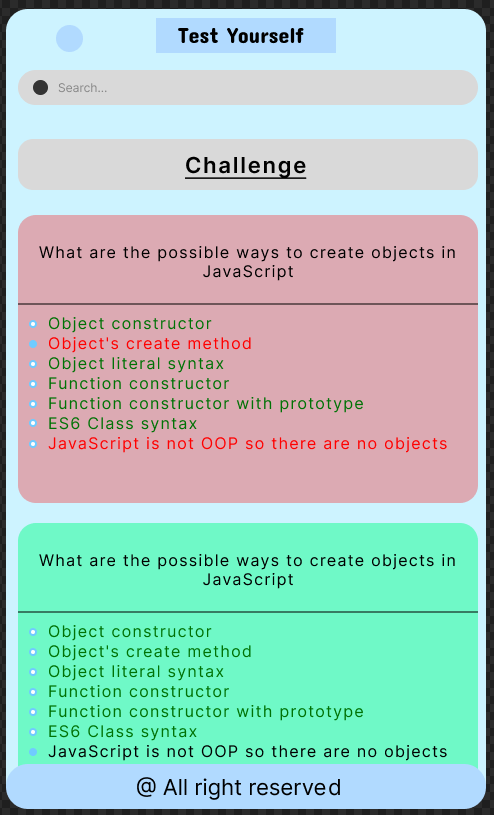 Test Yourself
Search...
Challenge
What are the possible ways to create objects in
JavaScript
Object constructor
Object's create method
Object literal syntax
Function constructor
Function constructor with prototype
ES6 Class syntax
JavaScript is not OOP so there are no objects
What are the possible ways to create objects in
JavaScript
Object constructor
Object's create method
Object literal syntax
Function constructor
Function constructor with prototype
ES6 Class syntax
JavaScript is not OOP so there are no objects
@ All right reserved